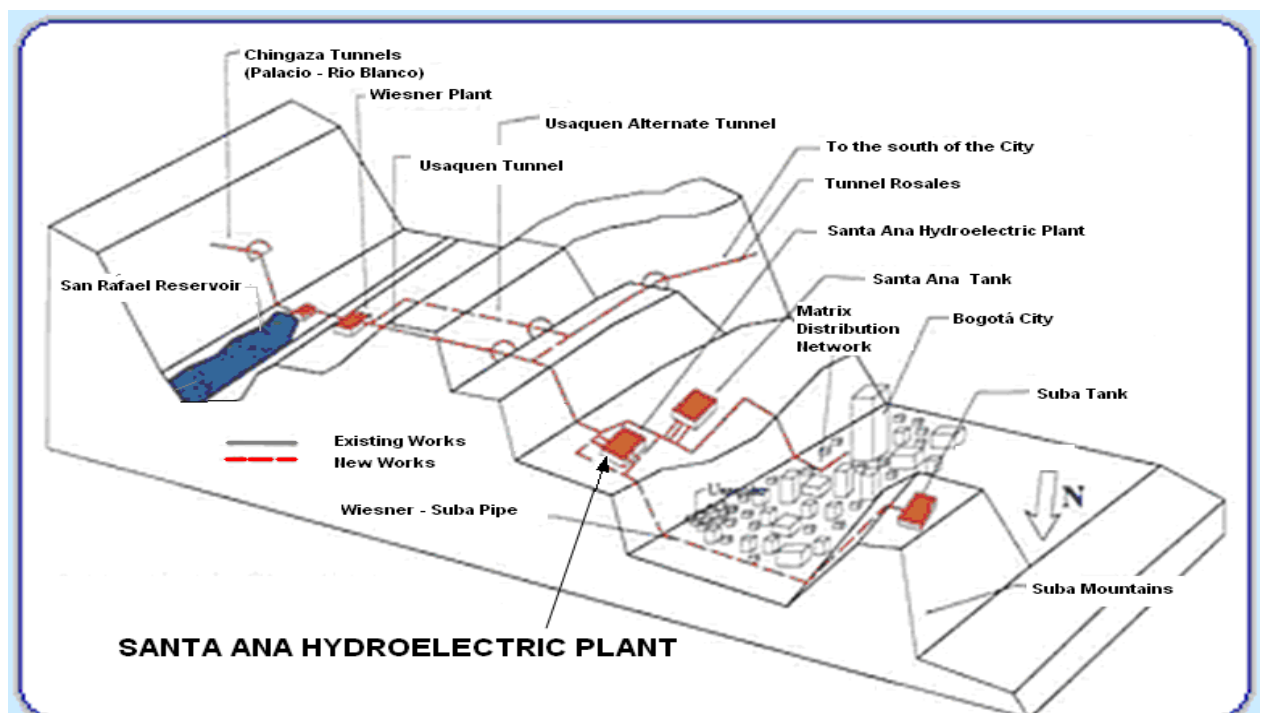 Chingaza Tunnels
(Palacio - Rio Blanco)
Wiesner Plant
Usaquen Alternate Tunnel
Usaquen Tunnel
To the south of the City
Tunnel Rosales
Santa Ana Hydroelectric Plant
Santa Ana Tank
San Rafael Reservoir
Matrix
Distribution
Network
Bogotá City
Suba Tank
Existing Works
New Works
Wiesner - Suba Pipe
N
Suba Mountains
SANTA ANA HYDROELECTRIC PLANT